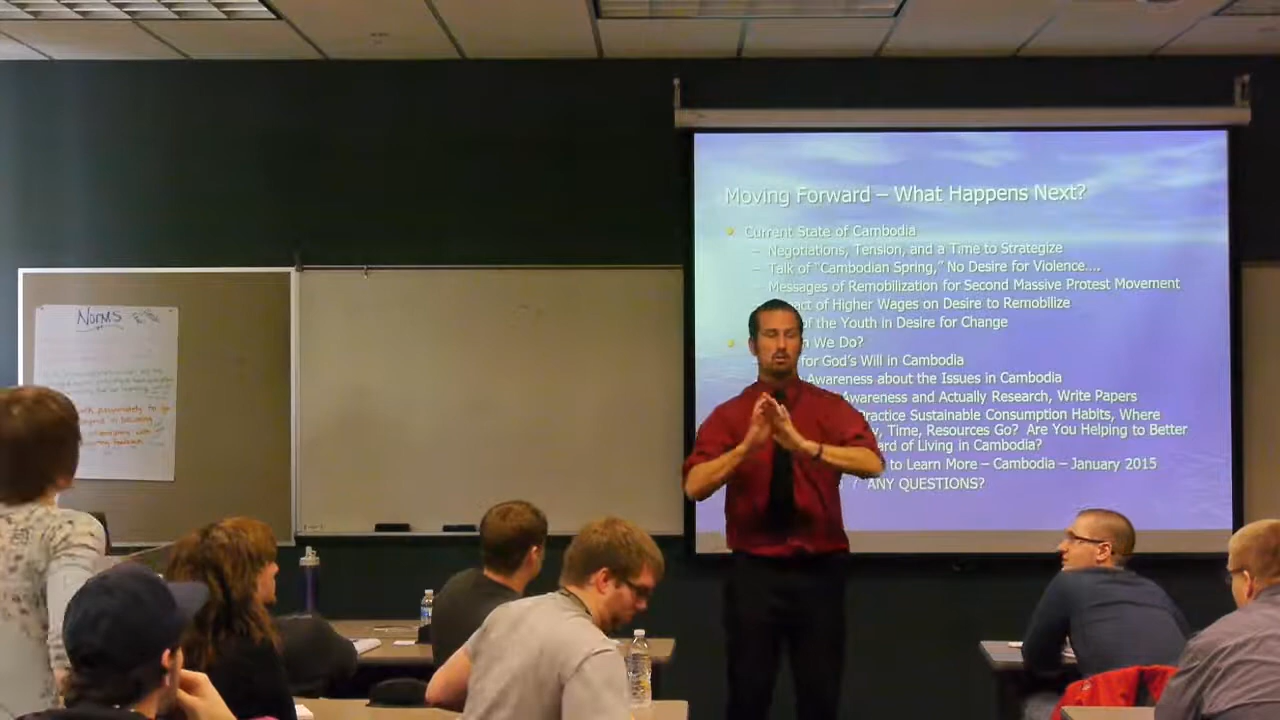 Norms
Moving Forward – What Happens Next?
Current State of Cambodia
– Negotiations, Tension, and a Time to Strategize
– Talk of “Cambodian Spring,” No Desire for Violence….
– Messages of Remobilization for Second Massive Protest Movement
act of Higher Wages on Desire to Remobilize
of the Youth in Desire for Change
n We Do?
for God's Will in Cambodia
Awareness about the Issues in Cambodia
Awareness and Actually Research, Write Papers
Practice Sustainable Consumption Habits, Where
y, Time, Resources Go? Are You Helping to Better
ard of Living in Cambodia?
to Learn More – Cambodia – January 2015
ANY QUESTIONS?